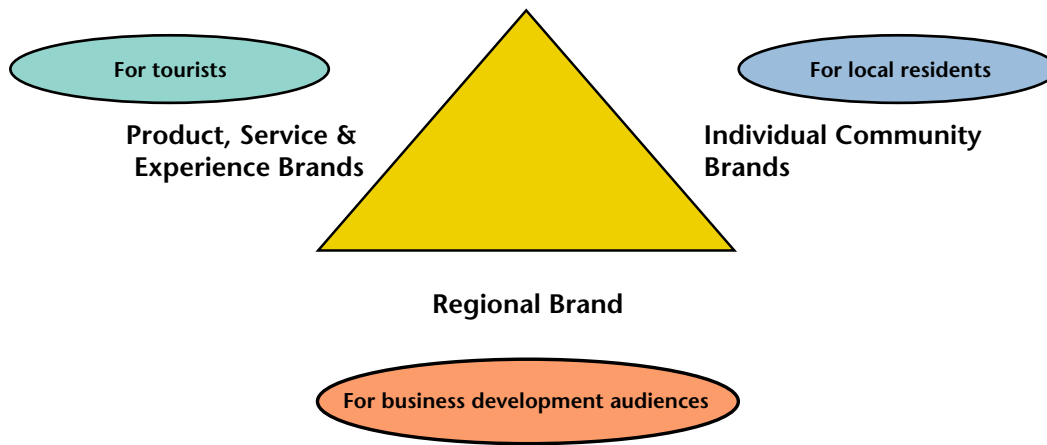 For tourists
For local residents
Product, Service &
Experience Brands
Individual Community
Brands
Regional Brand
For business development audiences